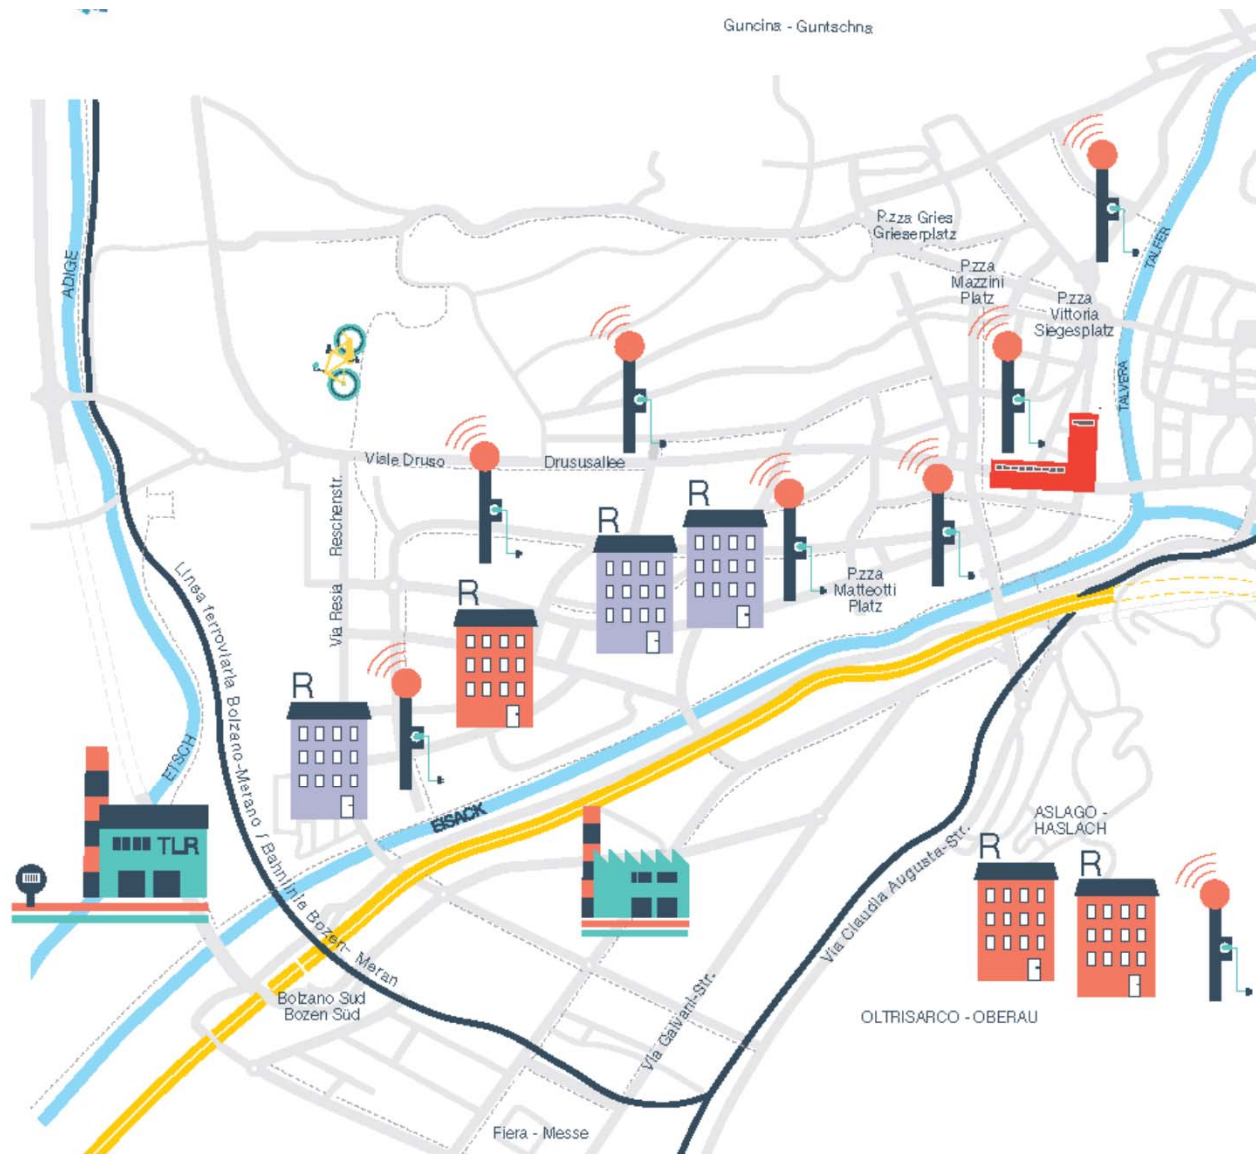 Guncina - Guntschna
P.zza Gries
Grieserplatz
P.zza
Mazzini
Platz
P.zza
Vittoria
Siegesplatz
TALFER
TALVERA
ADIGE
Viale Druso
Drususallee
Reschenstr.
Via Resia
R
R
R
R
P.zza
Matteotti
Platz
Linea ferroviaria Bolzano-Merano / Bahnlinie Bozen- Meran
ETSCH
EISACK
TLR
ASLAGO -
HASLACH
R
R
Via Claudia Augusta-Str.
Bolzano Sud
Bozen Süd
Via Galvani-Str.
OLTRISARCO - OBERAU
Fiera - Messe